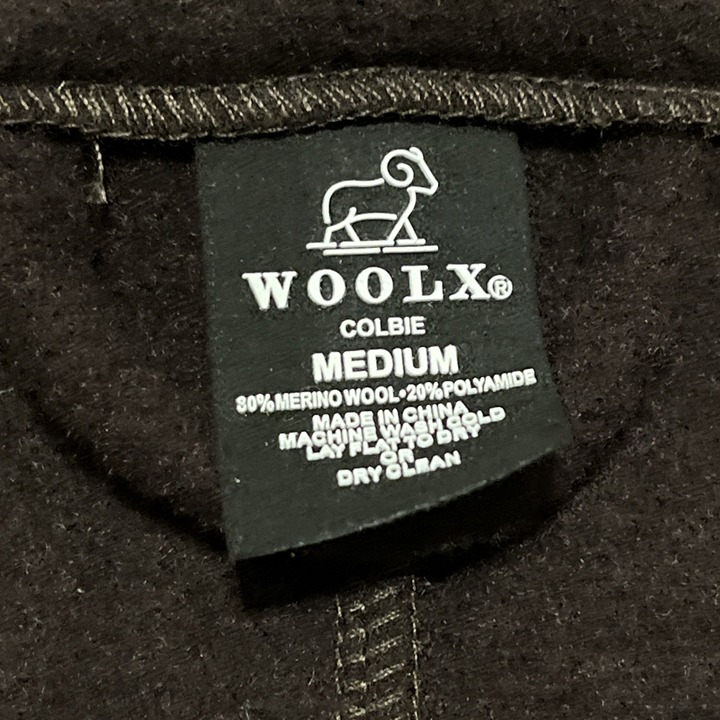 WOOLX®
COLBIE
MEDIUM
80% MERINO WOOL•20% POLYAMIDE
MADE IN CHINA
MACHINE WASH COLD
LAY FLAT TO DRY
OR
DRY CLEAN